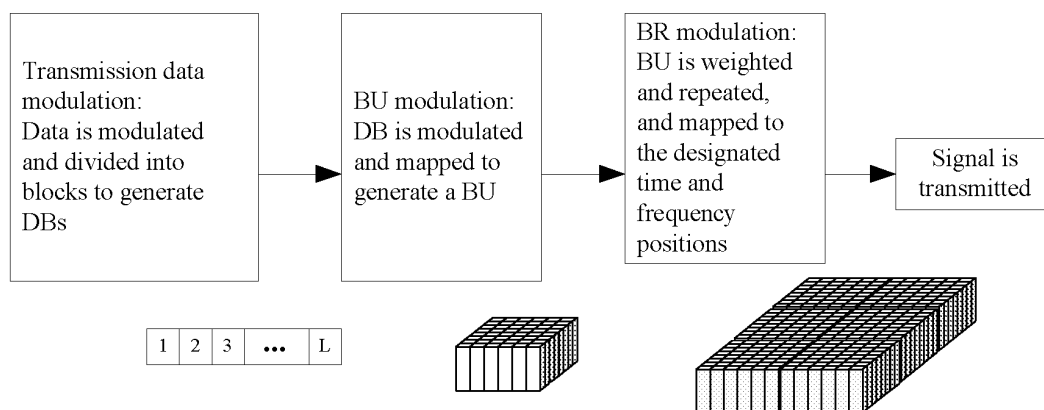 Transmission data
modulation:
Data is modulated
and divided into
blocks to generate
DBs
BU modulation:
DB is modulated
and mapped to
generate a BU
BR modulation:
BU is weighted
and repeated,
and mapped to
the designated
time and
frequency
positions
Signal is
transmitted
1 2 3 ... L